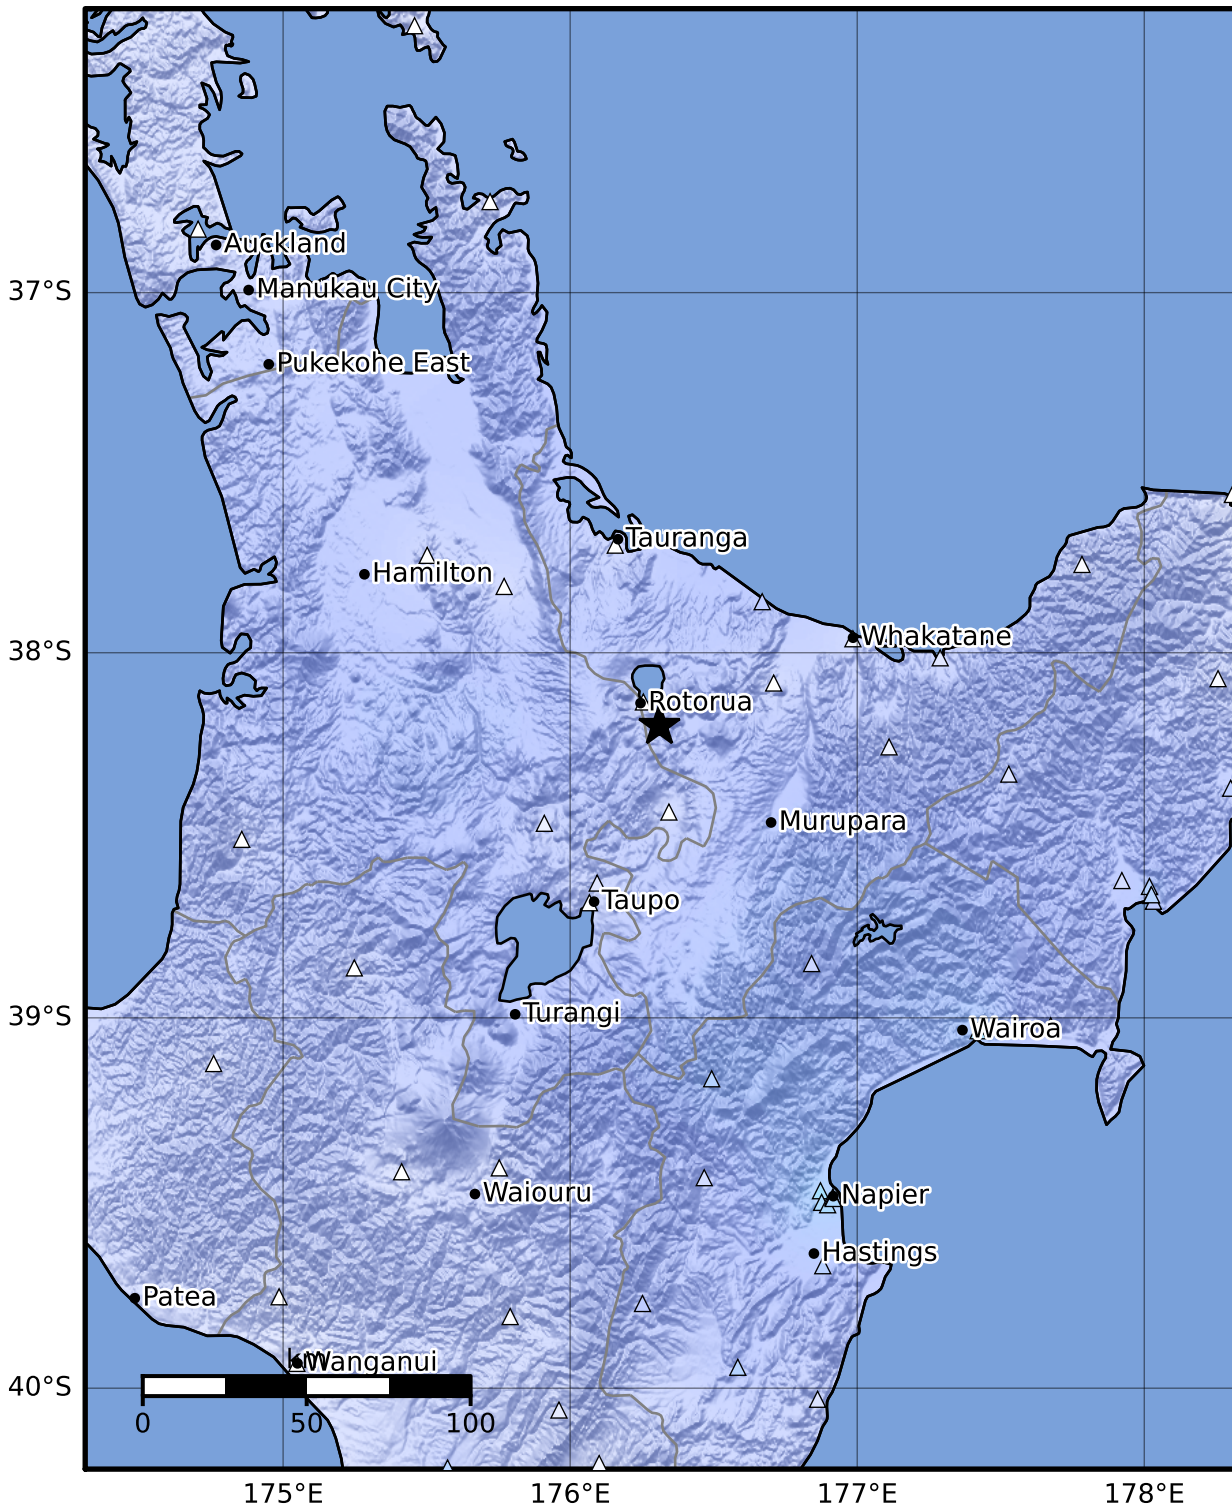 Auckland
37°S
Manukau City
Pukekohe East
Tauranga
Hamilton
Whakatane
38°S
Rotorua
Murupara
Taupo
Turangi
39°S
Wairoa
Waiouru
Napier
Hastings
Patea
km
Wanganui
40°S
0 50 100
175°E 176°E 177°E 178°E